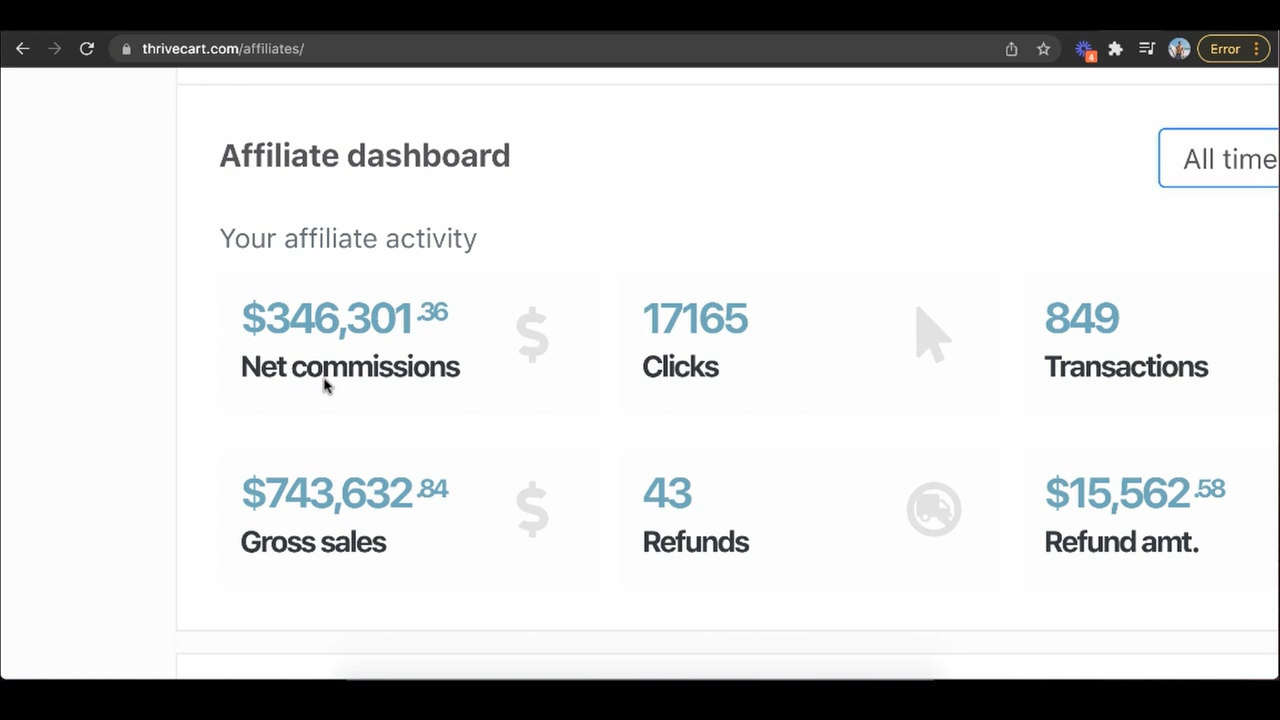 thrivecart.com/affiliates/
4
Error
Affiliate dashboard
All time
Your affiliate activity
$346,301.36
Net commissions
17165
Clicks
849
Transactions
$743,632.84
Gross sales
43
Refunds
$15,562.58
Refund amt.